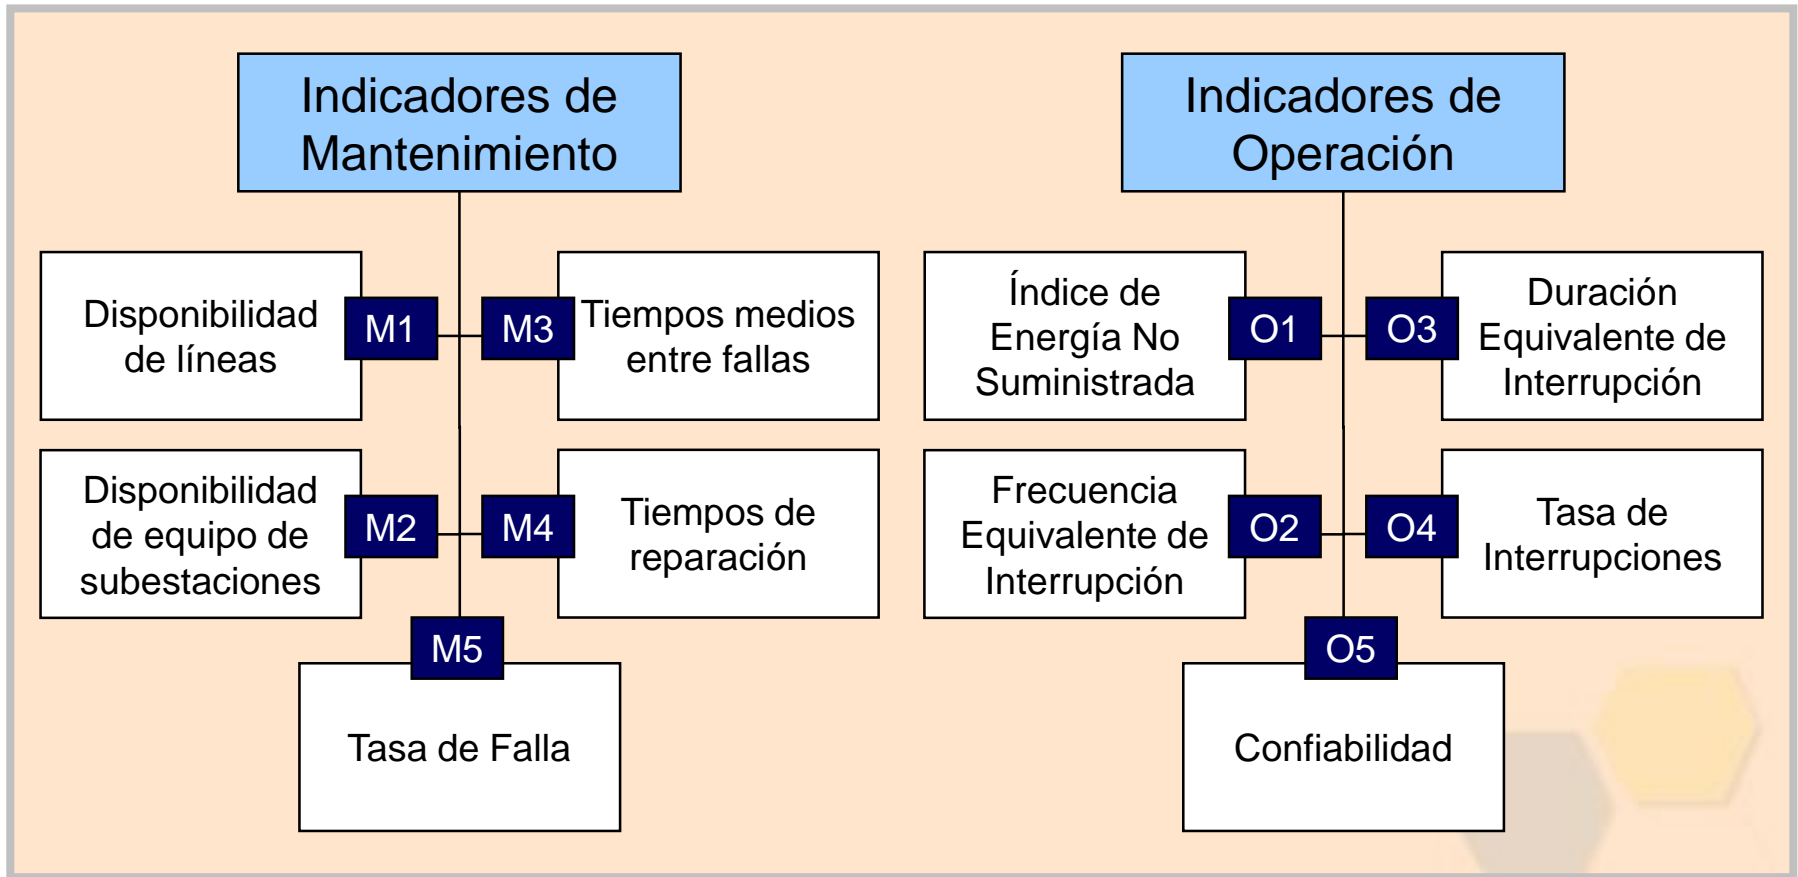 Indicadores de
Mantenimiento
Disponibilidad
de líneas
M1
M3
Tiempos medios
entre fallas
Disponibilidad
de equipo de
subestaciones
M2
M4
Tiempos de
reparación
M5
Tasa de Falla
Indicadores de
Operación
Índice de
Energía No
Suministrada
O1
O3
Duración
Equivalente de
Interrupción
Frecuencia
Equivalente de
Interrupción
O2
O4
Tasa de
Interrupciones
O5
Confiabilidad